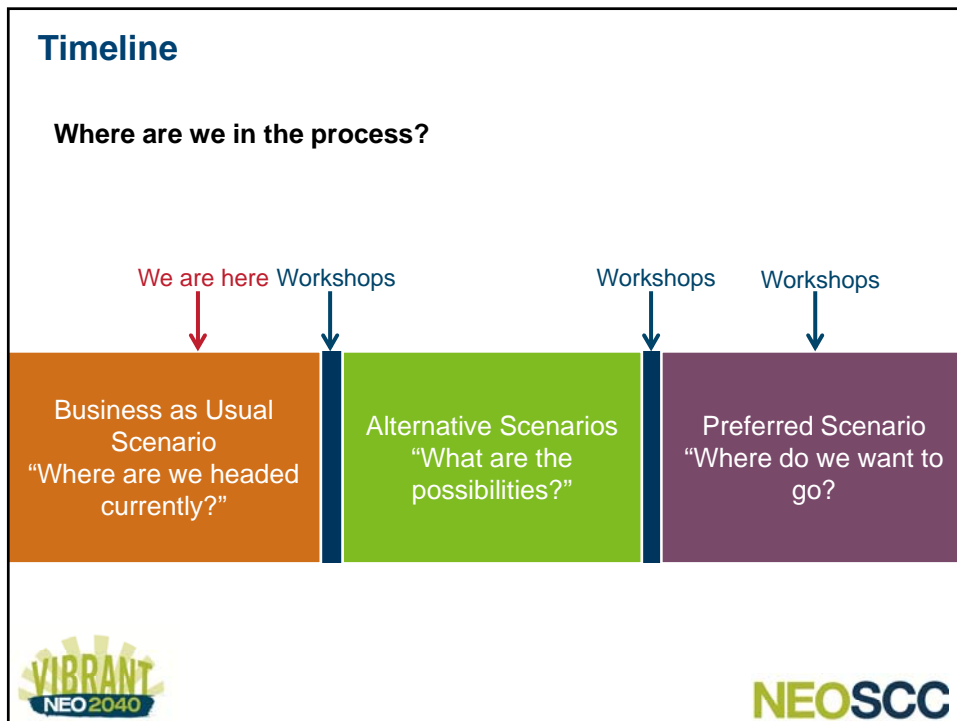 Timeline
Where are we in the process?
We are here
Workshops
Workshops
Workshops
Business as Usual
Scenario
“Where are we headed
currently?”
Alternative Scenarios
“What are the
possibilities?”
Preferred Scenario
“Where do we want to
go?
VIBRANT
NEO 2040
NEOSCC